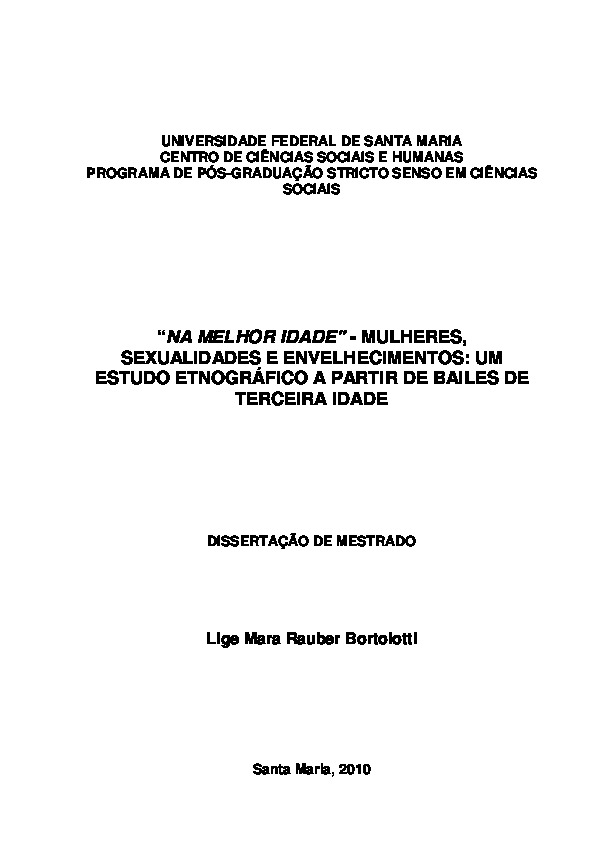 UNIVERSIDADE FEDERAL DE SANTA MARIA
CENTRO DE CIÊNCIAS SOCIAIS E HUMANAS
PROGRAMA DE PÓS-GRADUAÇÃO STRICTO SENSO EM CIÊNCIAS
SOCIAIS
“NA MELHOR IDADE” - MULHERES,
SEXUALIDADES E ENVELHECIMENTOS: UM
ESTUDO ETNOGRÁFICO A PARTIR DE BAILES DE
TERCEIRA IDADE
DISSERTAÇÃO DE MESTRADO
Lige Mara Rauber Bortolotti
Santa Maria, 2010